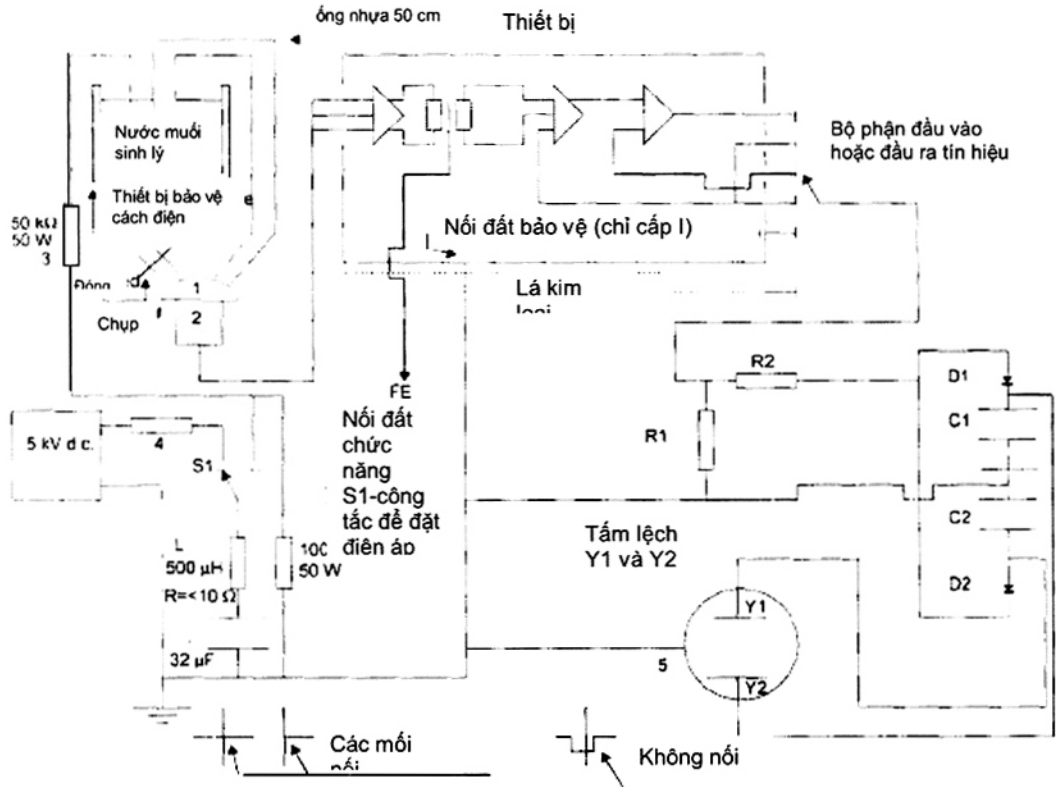 ống nhựa 50 cm
Thiết bị
Nước muối
sinh lý
Thiết bị bảo vệ
cách điện
e
Bộ phận đầu vào
hoặc đầu ra tín hiệu
50 kΩ
50 W
3
Nối đất bảo vệ (chỉ cấp I)
Đóng
d
1
2
Chụp
Lá kim
loại
FE
R2
D1
C1
R1
5 kV d.c.
4
S1
Nối đất
chức
năng
S1-công
tắc để đặt
điện áp
C2
D2
L
500 µH
R=<10 Ω
100
50 W
Tấm lệch
Y1 và Y2
Y1
5
Y2
32 µF
Các mối
nối
Không nối